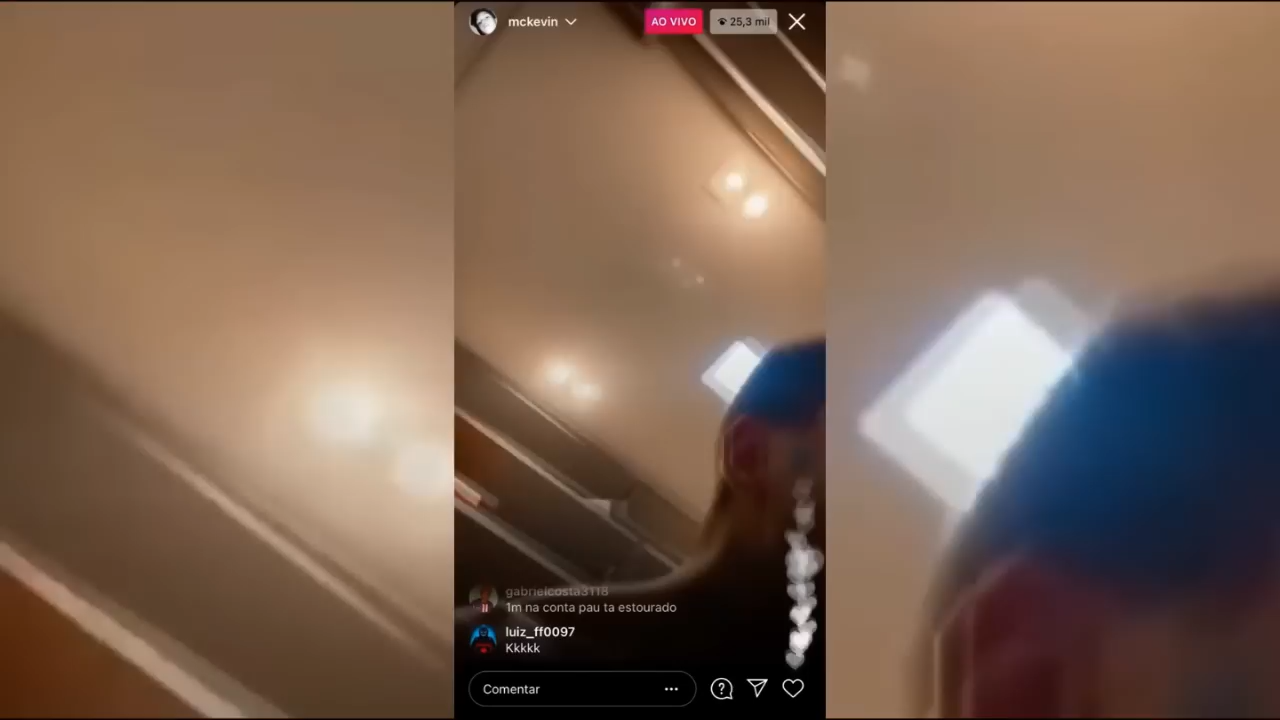 mckevin
AO VIVO
25,3 mil
gabrielcosta3118
1m na conta pau ta estourado
luiz_ff0097
Kkkkk
Comentar